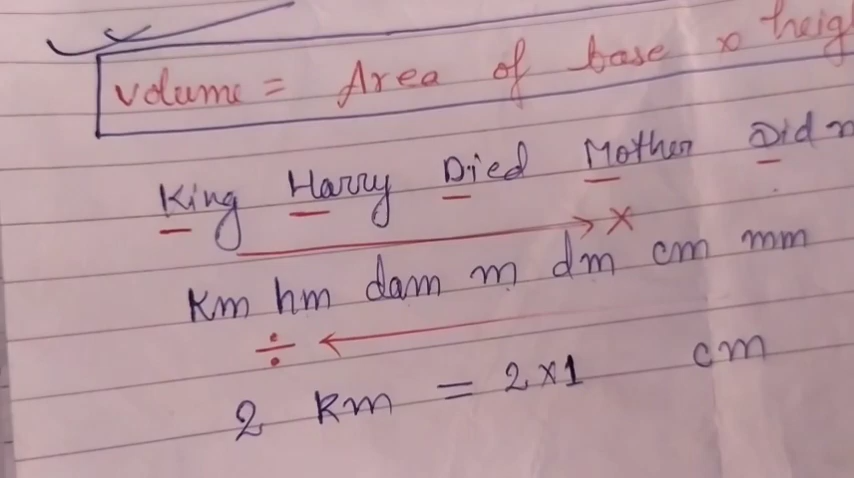 volume = Area of base x heig
King Harry Died Mother Did n
→ x
Km hm dam m dm cm mm
÷ ←
2 Km = 2x1 cm